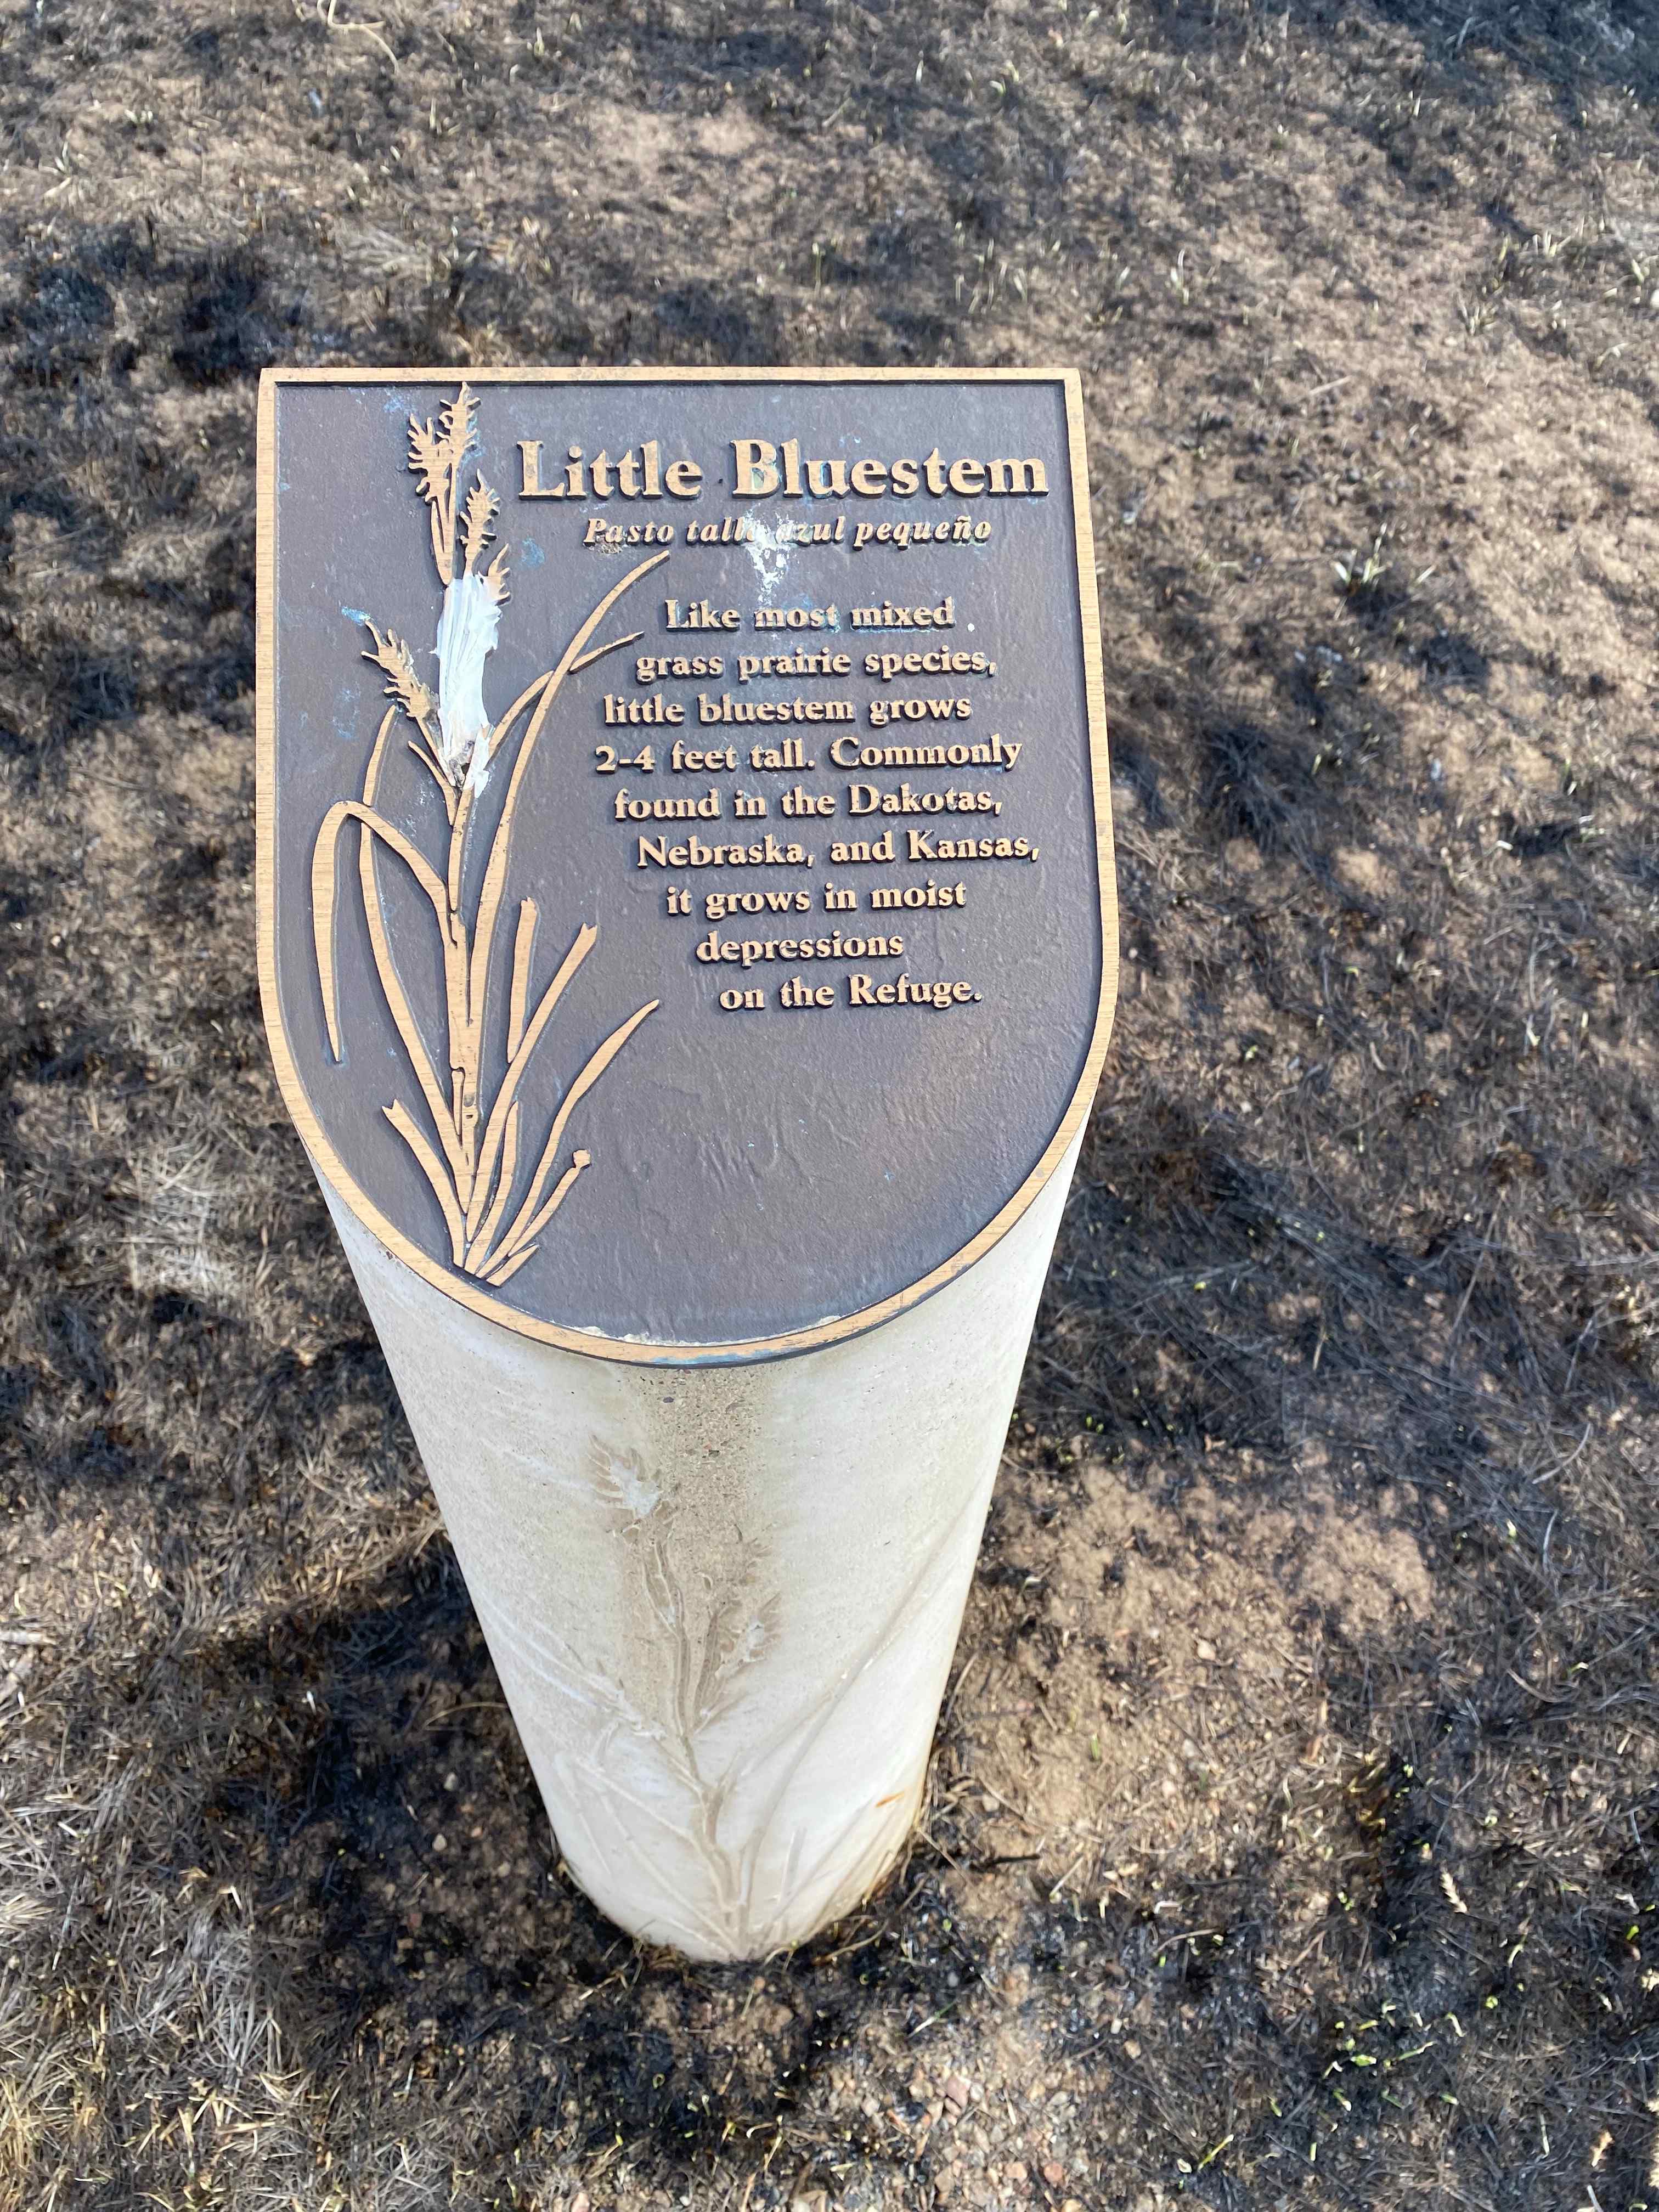 Little Bluestem
Pasto tallo azul pequeño
Like most mixed
grass prairie species,
little bluestem grows
2-4 feet tall. Commonly
found in the Dakotas,
Nebraska, and Kansas,
it grows in moist
depressions
on the Refuge.